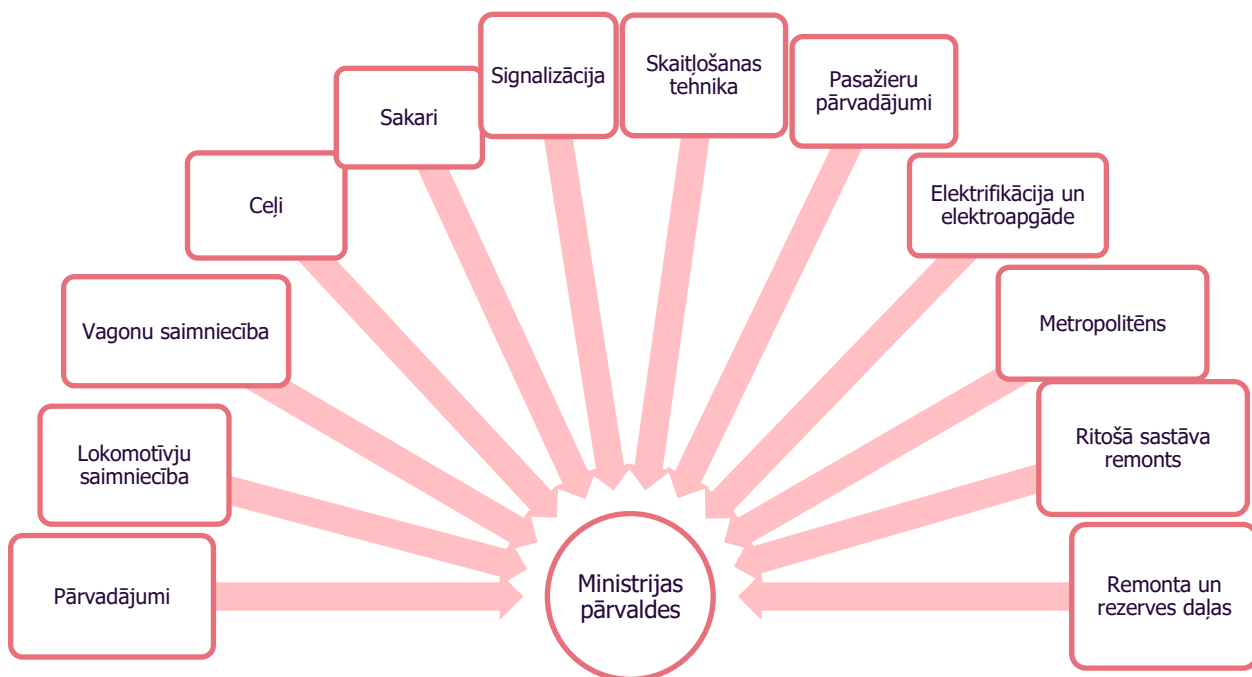 Signalizācija
Skaitļošanas
tehnika
Pasažieru
pārvadājumi
Sakari
Ceļi
Elektrifikācija un
elektroapgāde
Vagonu saimniecība
Metropolitēns
Lokomotīvju
saimniecība
Ritošā sastāva
remonts
Pārvadājumi
Ministrijas
pārvaldes
Remonta un
rezerves daļas